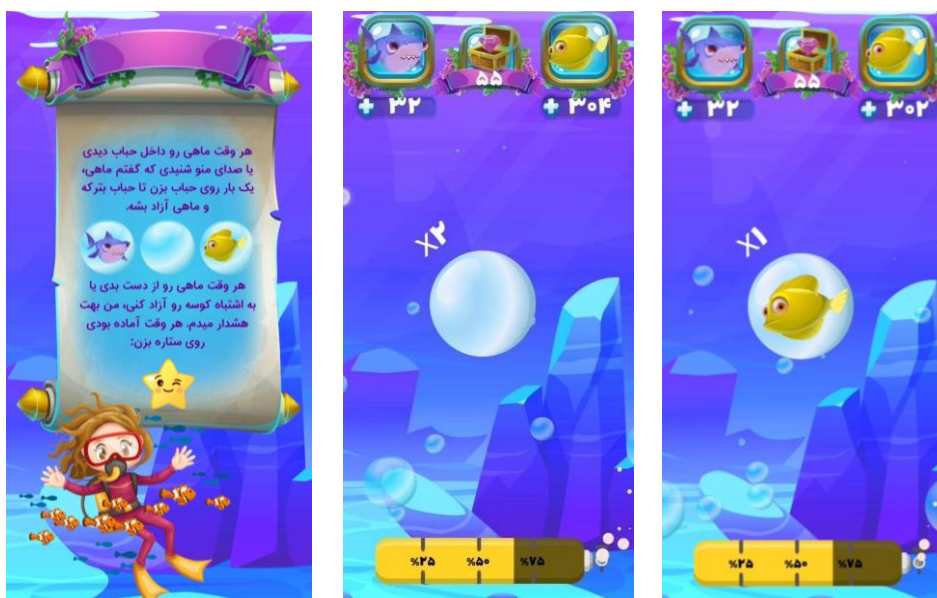 هر وقت ماهی رو داخل حباب دیدی
یا صدای منو شنیدی که گفتم ماهی،
یک بار روی حباب بزن تا حباب بترکه
و ماهی آزاد بشه.
هر وقت ماهی رو از دست بدی یا
به اشتباه کوسه رو آزاد کنی، من بهت
هشدار میدم. هر وقت آماده بودی
روی ستاره بزن:
۵۵
+ ۳۲
+ ۳۰۴
X۲
%۲۵ %۵۰ %۷۵
۵۵
+ ۳۲
+ ۳۰۲
X۱
%۲۵ %۵۰ %۷۵